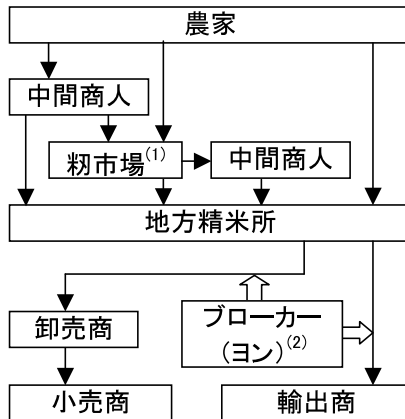 農家
中間商人
籾市場(1)
中間商人
地方精米所
卸売商
ブローカー
(ヨン)(2)
小売商
輸出商